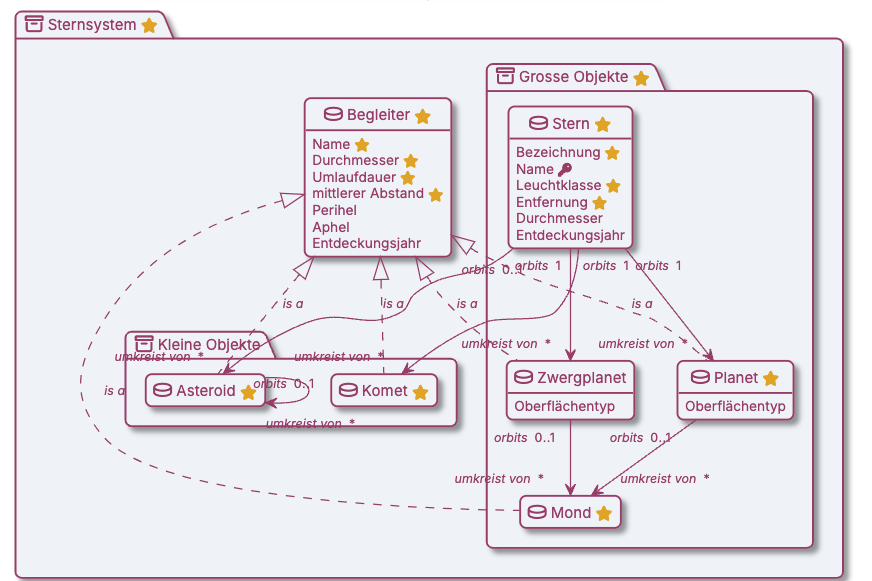 Sternsystem
Grosse Objekte
Begleiter
Name
Durchmesser
Umlaufdauer
mittlerer Abstand
Perihel
Aphel
Entdeckungsjahr
Stern
Bezeichnung
Name
Leuchtklasse
Entfernung
Durchmesser
Entdeckungsjahr
orbits 0..1
orbits 1
orbits 1
orbits 1
is a
is a
is a
is a
Kleine Objekte
umkreist von *
umkreist von *
umkreist von *
umkreist von *
is a
Asteroid
orbits 0..1
Komet
Zwergplanet
Oberflächentyp
Planet
Oberflächentyp
umkreist von *
orbits 0..1
orbits 0..1
umkreist von *
umkreist von *
Mond